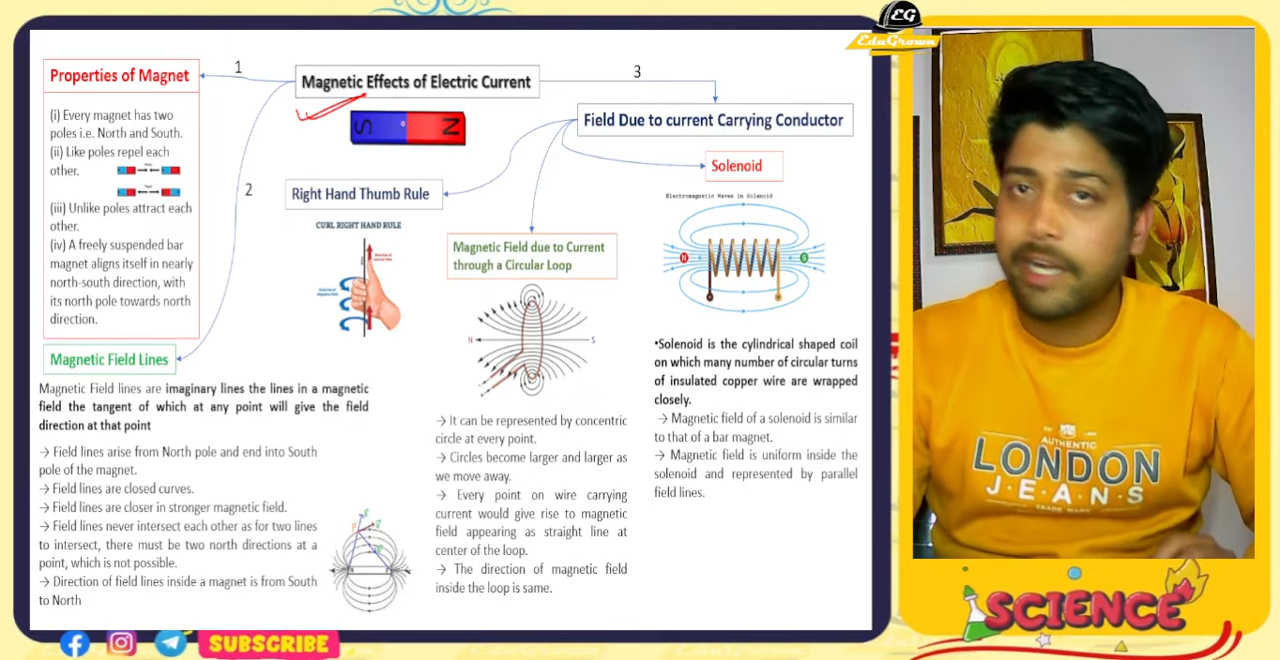 EG
EduGrown
1
Magnetic Effects of Electric Current
3
Properties of Magnet
(i) Every magnet has two
poles i.e. North and South.
(ii) Like poles repel each
other.
(iii) Unlike poles attract each
other.
(iv) A freely suspended bar
magnet aligns itself in nearly
north-south direction, with
its north pole towards north
direction.
S N
2
Field Due to current Carrying Conductor
Right Hand Thumb Rule
CURL RIGHT HAND RULE
Magnetic Field due to Current
through a Circular Loop
N S
→ It can be represented by concentric
circle at every point.
→ Circles become larger and larger as
we move away.
→ Every point on wire carrying
current would give rise to magnetic
field appearing as straight line at
center of the loop.
→ The direction of magnetic field
inside the loop is same.
Solenoid
Electromagnetic Waves in Solenoid
N S
•Solenoid is the cylindrical shaped coil
on which many number of circular turns
of insulated copper wire are wrapped
closely.
→ Magnetic field of a solenoid is similar
to that of a bar magnet.
→ Magnetic field is uniform inside the
solenoid and represented by parallel
field lines.
Magnetic Field Lines
Magnetic Field lines are imaginary lines the lines in a magnetic
field the tangent of which at any point will give the field
direction at that point
→ Field lines arise from North pole and end into South
pole of the magnet.
→ Field lines are closed curves.
→ Field lines are closer in stronger magnetic field.
→ Field lines never intersect each other as for two lines
to intersect, there must be two north directions at a
point, which is not possible.
→ Direction of field lines inside a magnet is from South
to North
AUTHENTIC
LONDON
J·E·A·N·S
TRADE MARK
SUBSCRIBE
SCIENCE